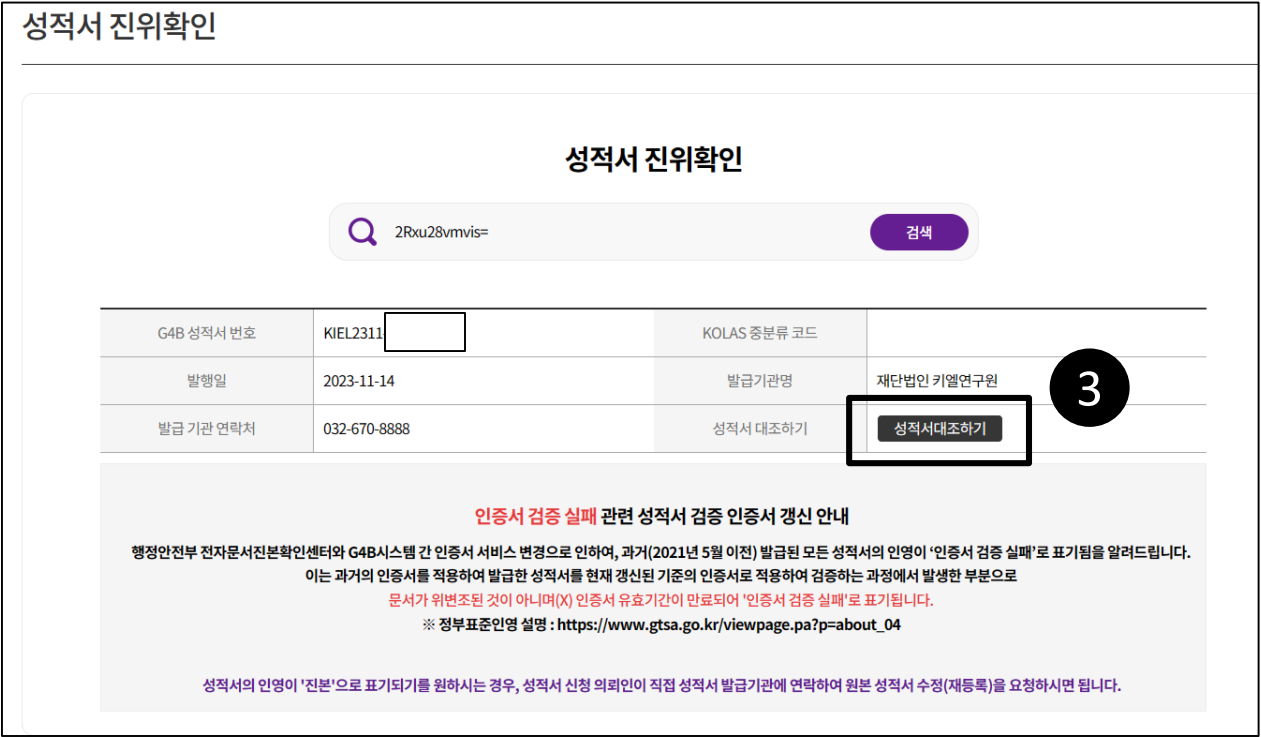 성적서 진위확인
성적서 진위확인
2Rxu28vmvis= 검색
G4B 성적서 번호 KIEL2311- KOLAS 중분류 코드
발행일 2023-11-14 발급기관명 재단법인 키엘연구원 3
발급 기관 연락처 032-670-8888 성적서 대조하기 성적서대조하기
인증서 검증 실패 관련 성적서 검증 인증서 갱신 안내
행정안전부 전자문서진본확인센터와 G4B시스템 간 인증서 서비스 변경으로 인하여, 과거(2021년 5월 이전) 발급된 모든 성적서의 인영이 ‘인증서 검증 실패’로 표기됨을 알려드립니다.
이는 과거의 인증서를 적용하여 발급한 성적서를 현재 갱신된 기준의 인증서로 적용하여 검증하는 과정에서 발생한 부분으로
문서가 위변조된 것이 아니며(X) 인증서 유효기간이 만료되어 '인증서 검증 실패'로 표기됩니다.
※ 정부표준인영 설명 : https://www.gtsa.go.kr/viewpage.pa?p=about_04
성적서의 인영이 '진본'으로 표기되기를 원하시는 경우, 성적서 신청 의뢰인이 직접 성적서 발급기관에 연락하여 원본 성적서 수정(재등록)을 요청하시면 됩니다.